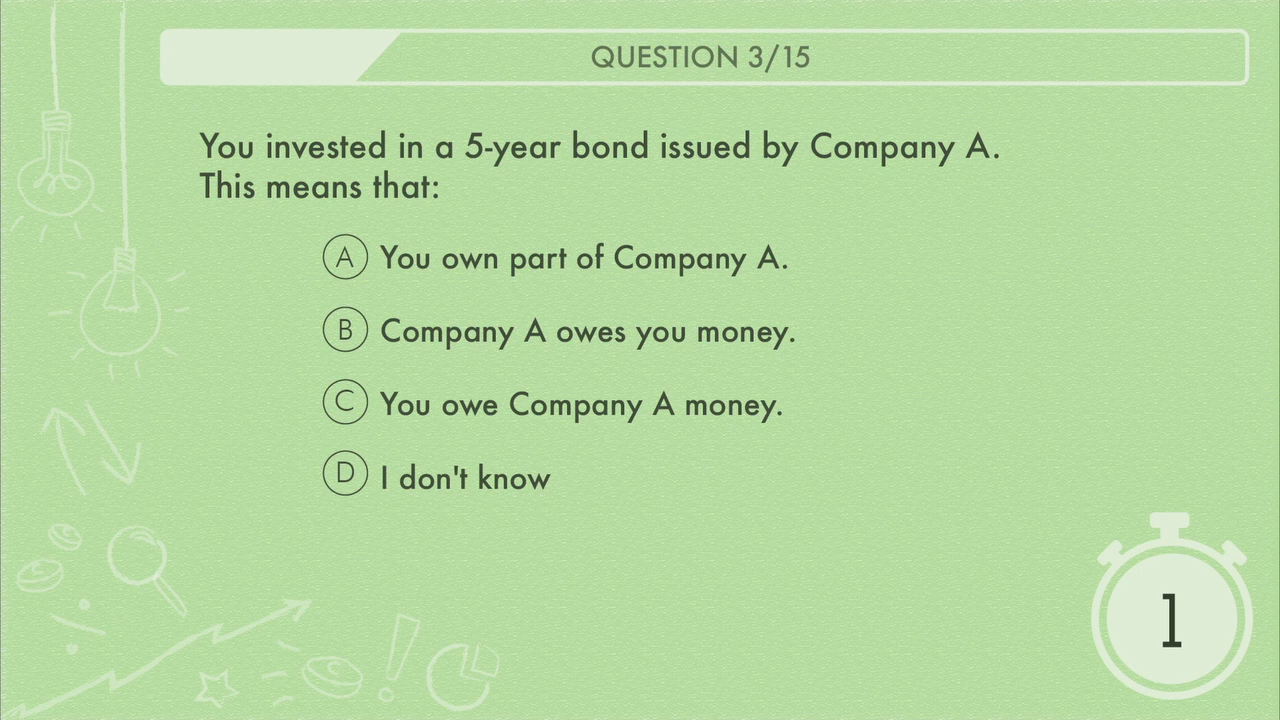 QUESTION 3/15
You invested in a 5-year bond issued by Company A.
This means that:
A You own part of Company A.
B Company A owes you money.
C You owe Company A money.
D I don't know
1